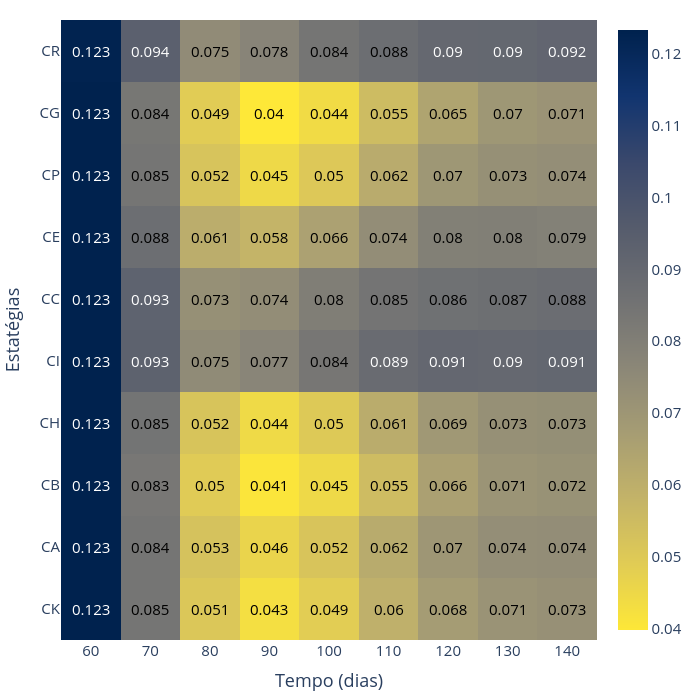 CR 0.123 0.094 0.075 0.078 0.084 0.088 0.09 0.09 0.092
CG 0.123 0.084 0.049 0.04 0.044 0.055 0.065 0.07 0.071
CP 0.123 0.085 0.052 0.045 0.05 0.062 0.07 0.073 0.074
CE 0.123 0.088 0.061 0.058 0.066 0.074 0.08 0.08 0.079
CC 0.123 0.093 0.073 0.074 0.08 0.085 0.086 0.087 0.088
CI 0.123 0.093 0.075 0.077 0.084 0.089 0.091 0.09 0.091
CH 0.123 0.085 0.052 0.044 0.05 0.061 0.069 0.073 0.073
CB 0.123 0.083 0.05 0.041 0.045 0.055 0.066 0.071 0.072
CA 0.123 0.084 0.053 0.046 0.052 0.062 0.07 0.074 0.074
CK 0.123 0.085 0.051 0.043 0.049 0.06 0.068 0.071 0.073
60 70 80 90 100 110 120 130 140
Tempo (dias)
Estatégias
0.12
0.11
0.1
0.09
0.08
0.07
0.06
0.05
0.04